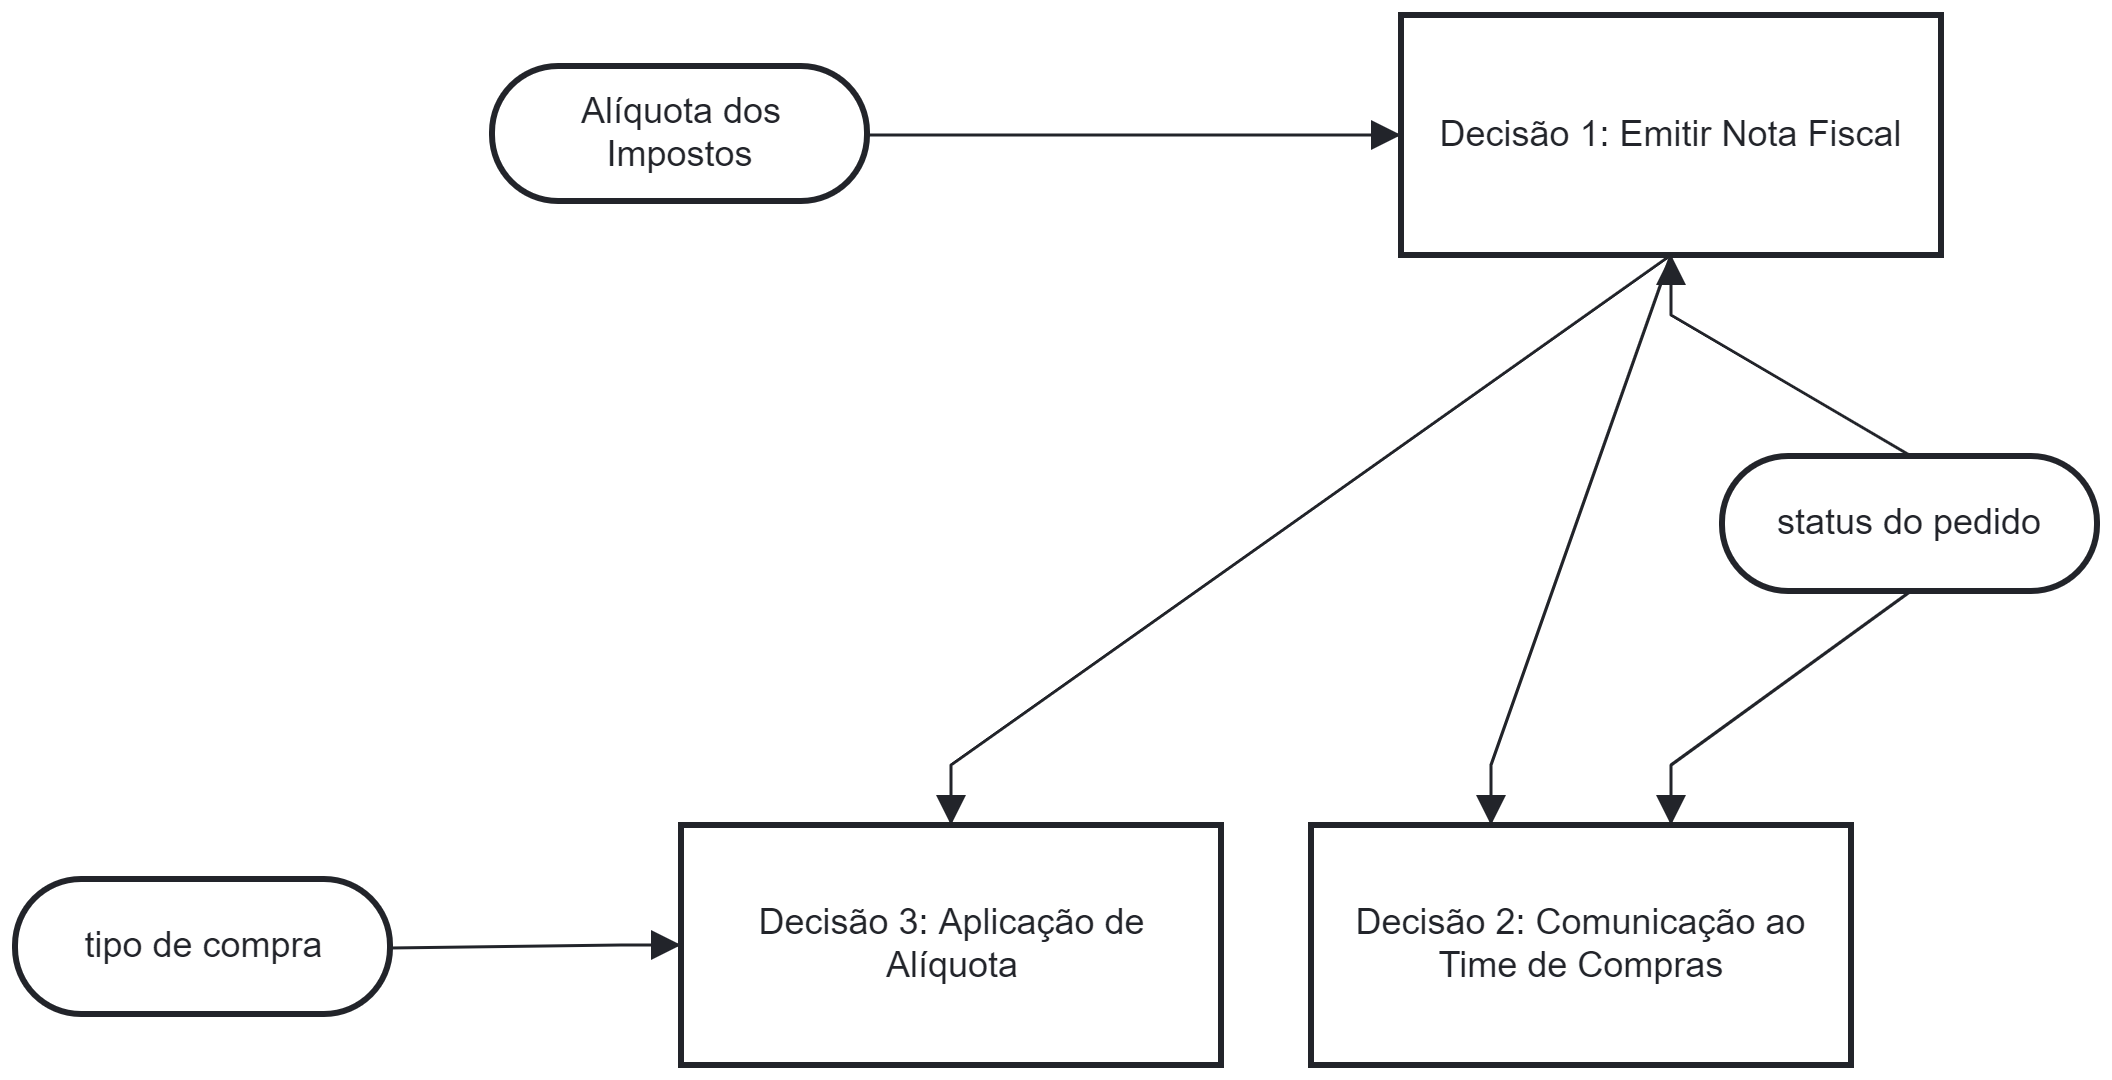 Alíquota dos
Impostos
Decisão 1: Emitir Nota Fiscal
status do pedido
tipo de compra
Decisão 3: Aplicação de
Alíquota
Decisão 2: Comunicação ao
Time de Compras